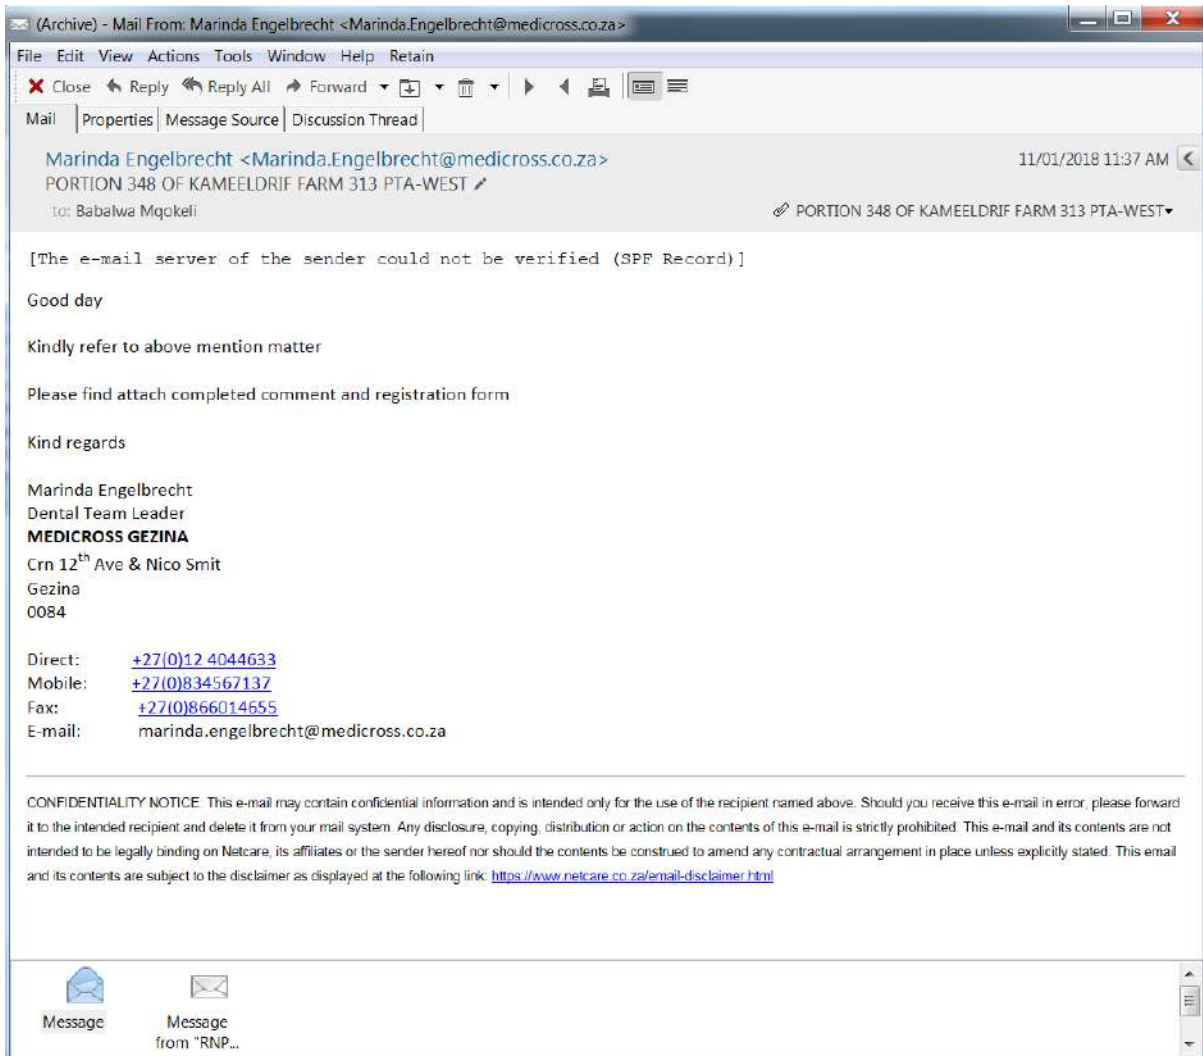 (Archive) - Mail From: Marinda Engelbrecht <Marinda.Engelbrecht@medicross.co.za>
File Edit View Actions Tools Window Help Retain
Close Reply Reply All Forward
Mail Properties Message Source Discussion Thread
Marinda Engelbrecht <Marinda.Engelbrecht@medicross.co.za> 11/01/2018 11:37 AM
PORTION 348 OF KAMEELDRIF FARM 313 PTA-WEST
to: Babalwa Mqokeli PORTION 348 OF KAMEELDRIF FARM 313 PTA-WEST
[The e-mail server of the sender could not be verified (SPF Record)]
Good day
Kindly refer to above mention matter
Please find attach completed comment and registration form
Kind regards
Marinda Engelbrecht
Dental Team Leader
MEDICROSS GEZINA
Crn 12th Ave & Nico Smit
Gezina
0084
Direct: +27(0)12 4044633
Mobile: +27(0)834567137
Fax: +27(0)866014655
E-mail: marinda.engelbrecht@medicross.co.za
CONFIDENTIALITY NOTICE. This e-mail may contain confidential information and is intended only for the use of the recipient named above. Should you receive this e-mail in error, please forward
it to the intended recipient and delete it from your mail system. Any disclosure, copying, distribution or action on the contents of this e-mail is strictly prohibited. This e-mail and its contents are not
intended to be legally binding on Netcare, its affiliates or the sender hereof nor should the contents be construed to amend any contractual arrangement in place unless explicitly stated. This email
and its contents are subject to the disclaimer as displayed at the following link: https://www.netcare.co.za/email-disclaimer.html
Message Message
from "RNP...